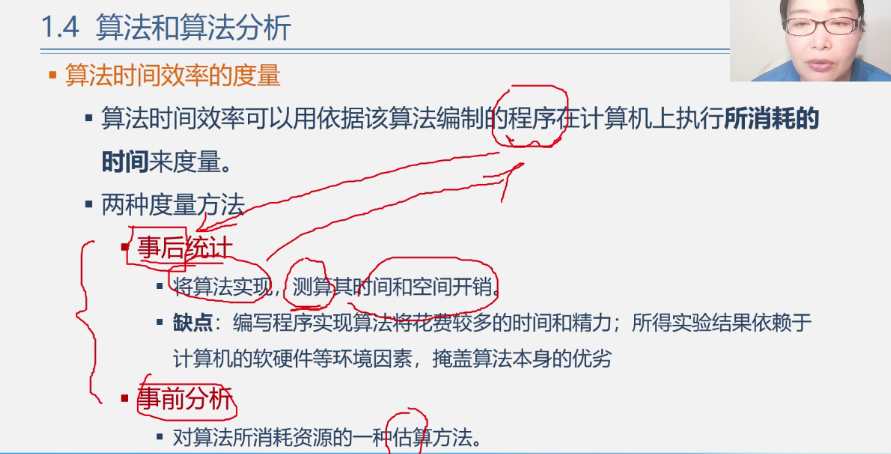 1.4 算法和算法分析
▪ 算法时间效率的度量
▪ 算法时间效率可以用依据该算法编制的程序在计算机上执行所消耗的
时间来度量。
▪ 两种度量方法
▪ 事后统计
▪ 将算法实现，测算其时间和空间开销。
▪ 缺点：编写程序实现算法将花费较多的时间和精力；所得实验结果依赖于
计算机的软硬件等环境因素，掩盖算法本身的优劣
▪ 事前分析
▪ 对算法所消耗资源的一种估算方法。